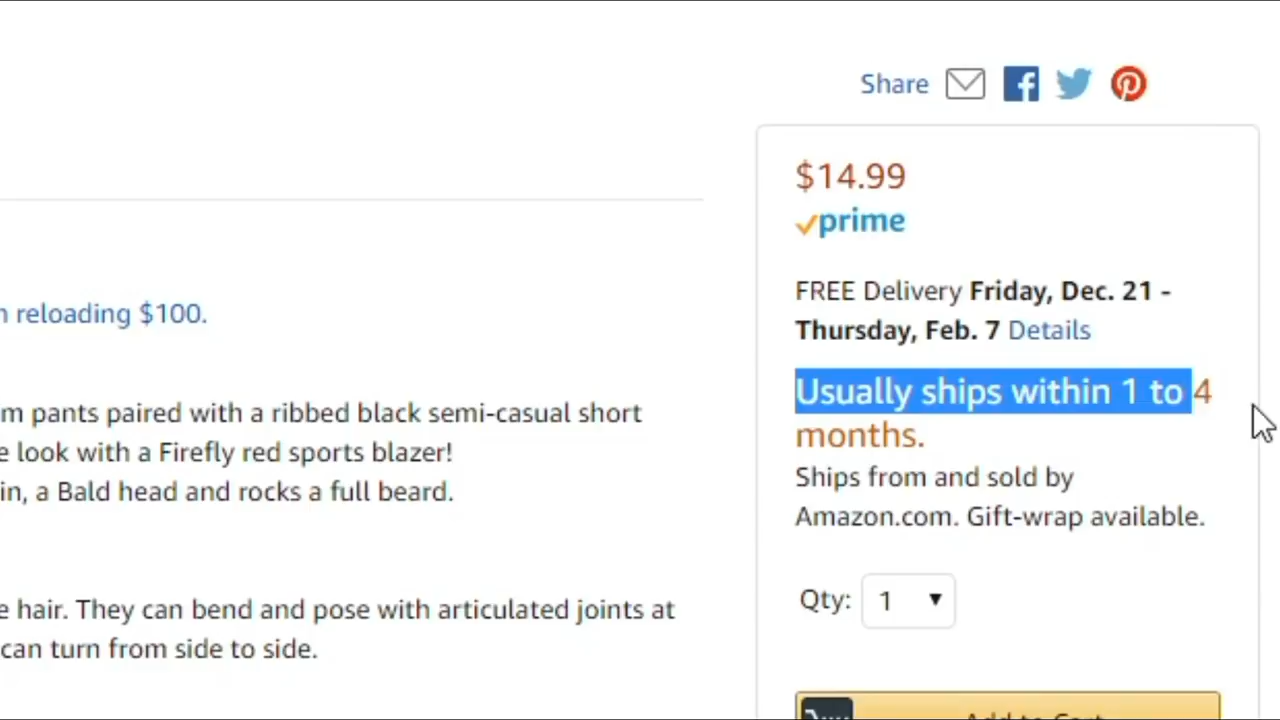 Share
$14.99
prime
FREE Delivery Friday, Dec. 21 -
Thursday, Feb. 7 Details
Usually ships within 1 to 4
months.
Ships from and sold by
Amazon.com. Gift-wrap available.
Qty: 1
Add to Cart
reloading $100.
m pants paired with a ribbed black semi-casual short
e look with a Firefly red sports blazer!
in, a Bald head and rocks a full beard.
e hair. They can bend and pose with articulated joints at
can turn from side to side.